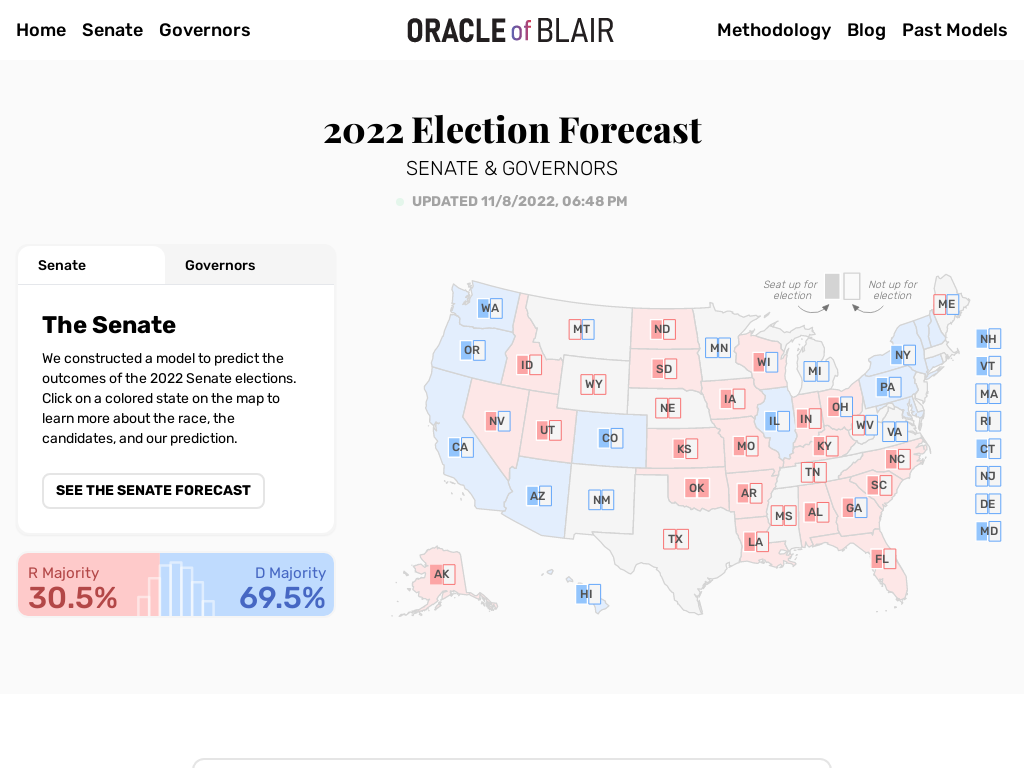 Home Senate Governors ORACLE of BLAIR Methodology Blog Past Models
2022 Election Forecast
SENATE & GOVERNORS
UPDATED 11/8/2022, 06:48 PM
Senate Governors
The Senate
We constructed a model to predict the
outcomes of the 2022 Senate elections.
Click on a colored state on the map to
learn more about the race, the
candidates, and our prediction.
SEE THE SENATE FORECAST
R Majority D Majority
30.5% 69.5%
Seat up for
election
Not up for
election
WA
MT
ND
MN
ME
OR
ID
SD
WI
MI
NY
WY
IA
PA
NE
NV
UT
CO
IL
IN
OH
WV
VA
CA
KS
MO
KY
NC
TN
AZ
NM
OK
AR
SC
MS
AL
GA
TX
LA
FL
AK
HI
NH
VT
MA
RI
CT
NJ
DE
MD